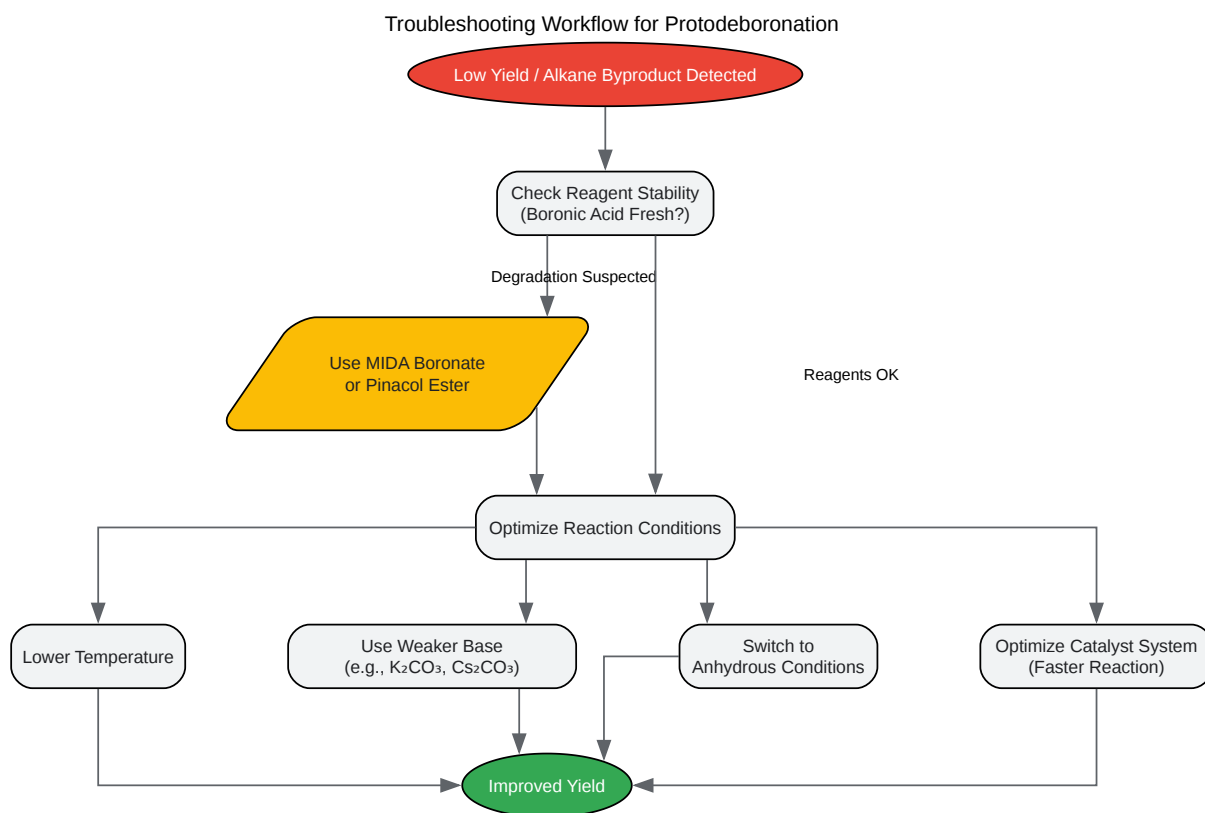 Troubleshooting Workflow for Protodeboronation
Low Yield / Alkane Byproduct Detected
Check Reagent Stability
(Boronic Acid Fresh?)
Degradation Suspected
Use MIDA Boronate
or Pinacol Ester
Reagents OK
Optimize Reaction Conditions
Lower Temperature
Use Weaker Base
(e.g., K₂CO₃, Cs₂CO₃)
Switch to
Anhydrous Conditions
Optimize Catalyst System
(Faster Reaction)
Improved Yield